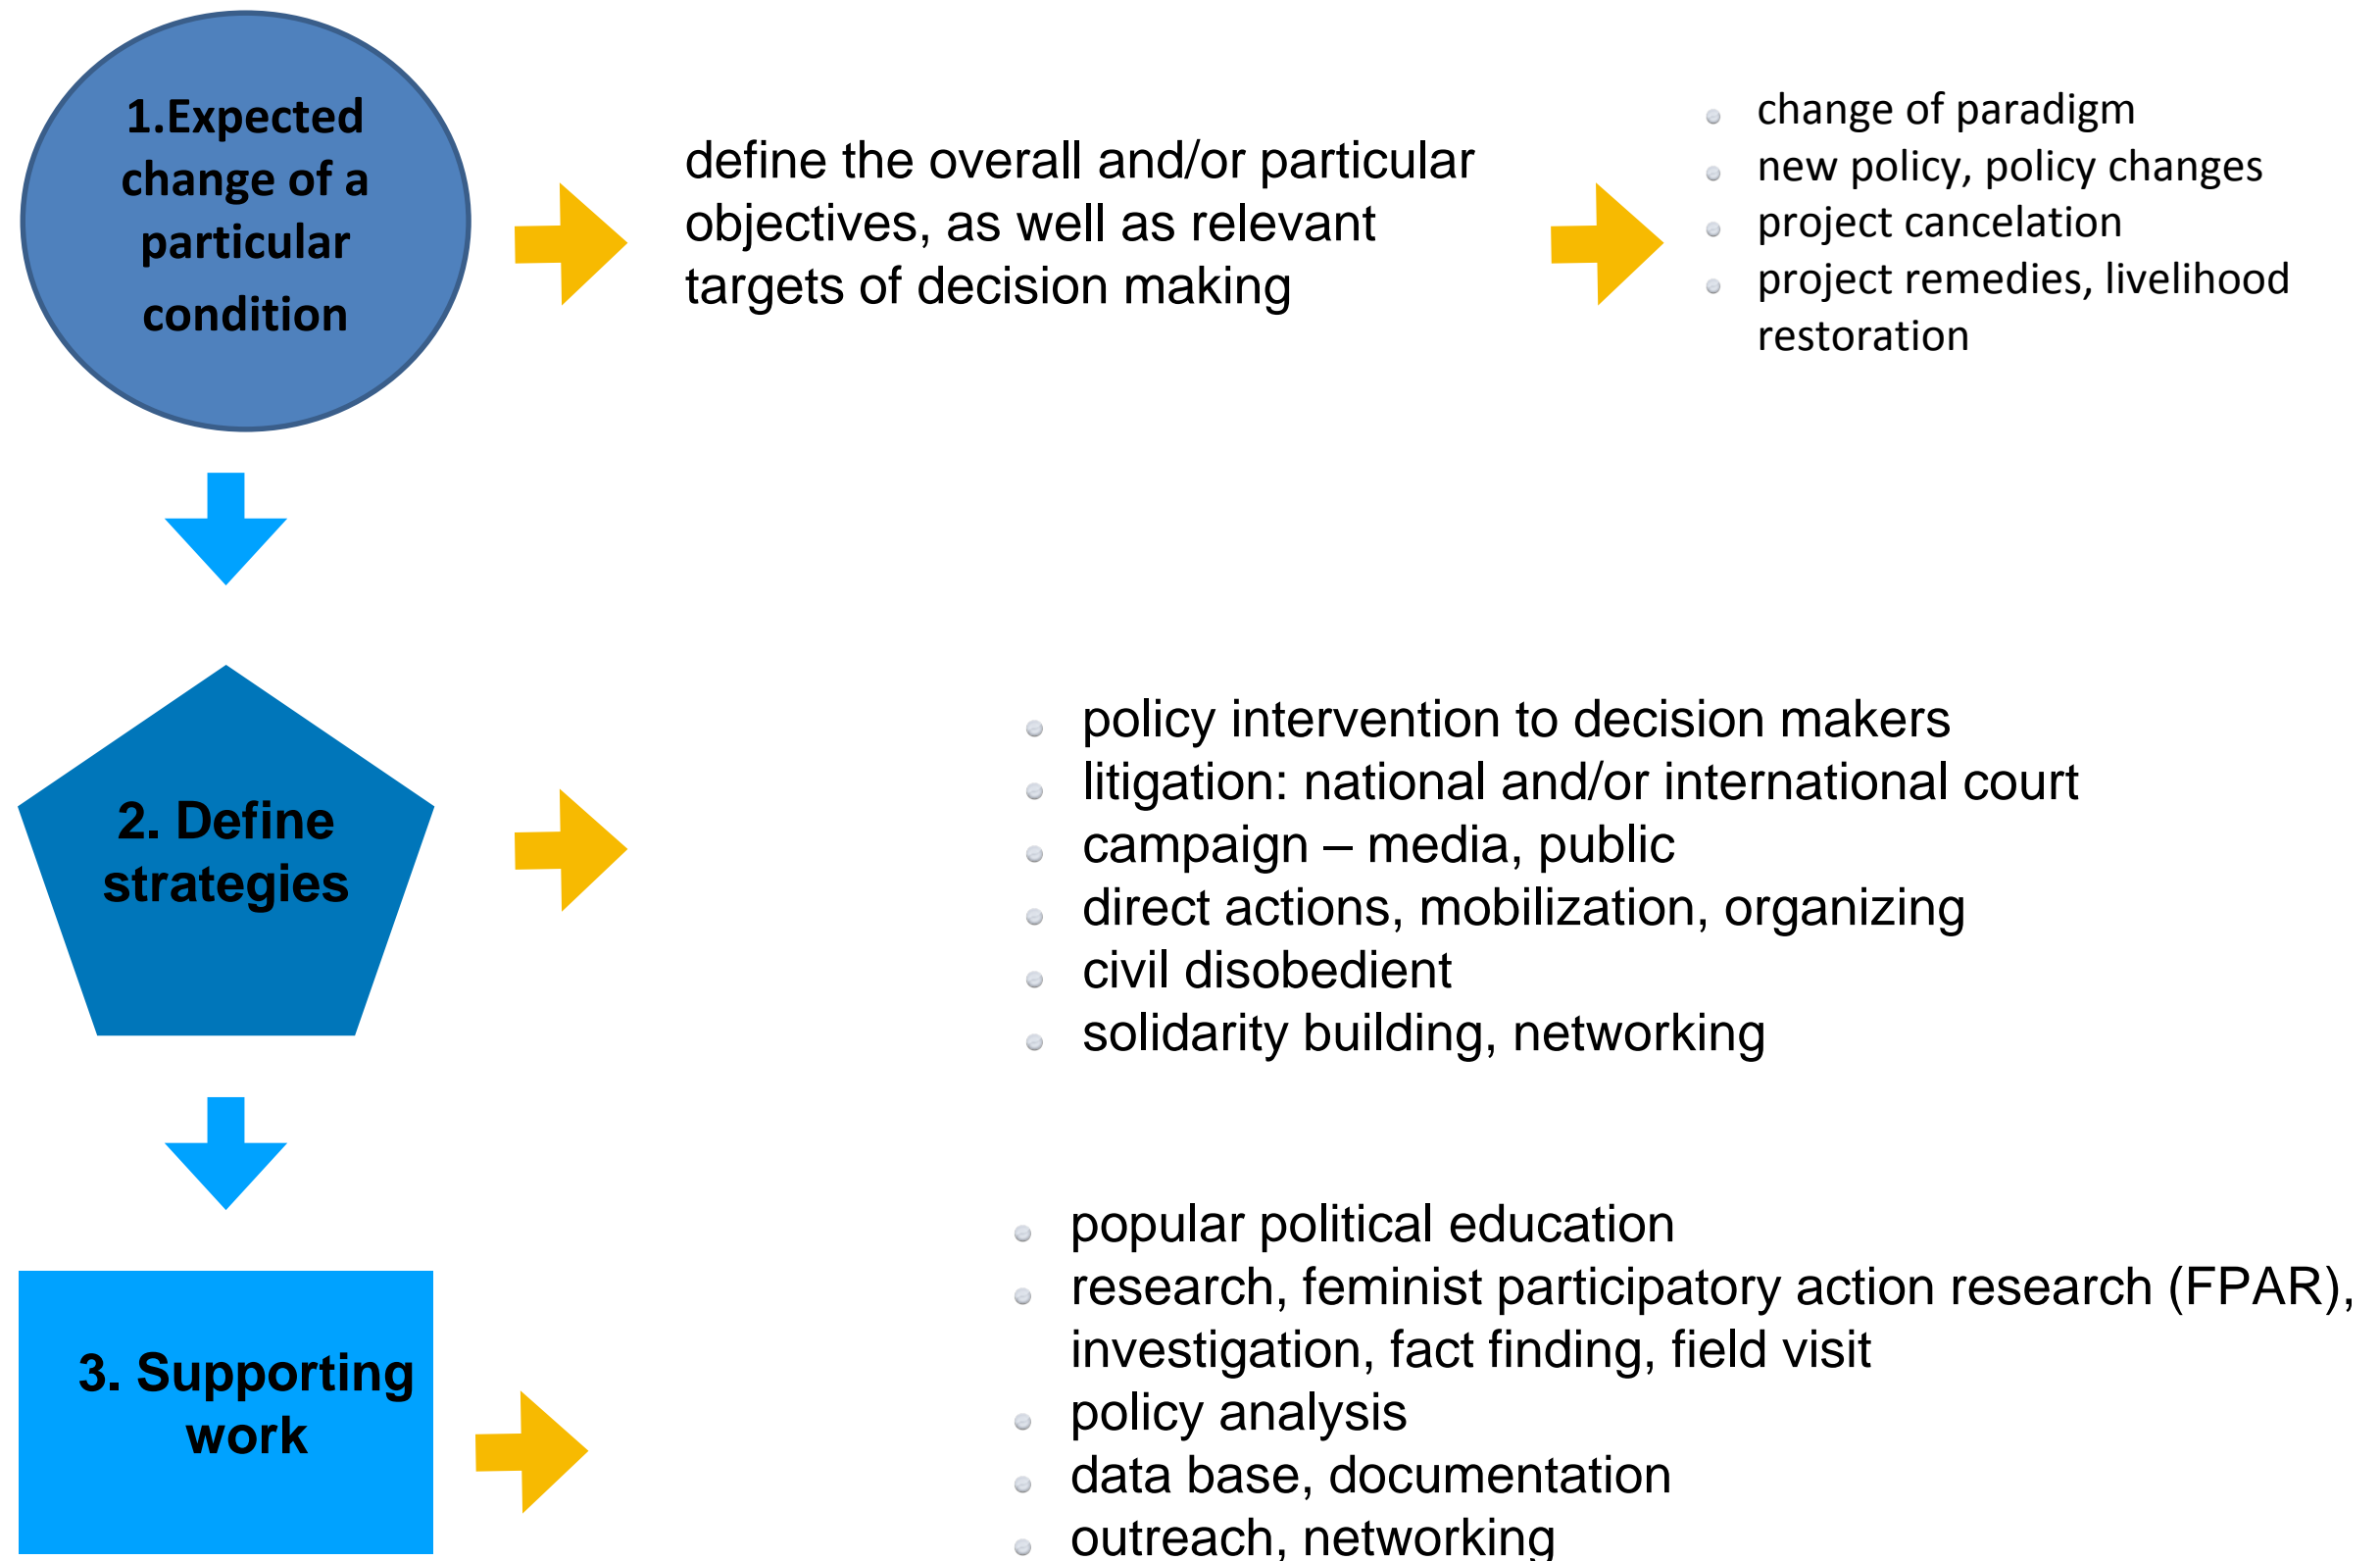 1.Expected
change of a
particular
condition
define the overall and/or particular
objectives, as well as relevant
targets of decision making
change of paradigm
new policy, policy changes
project cancelation
project remedies, livelihood
restoration
2. Define
strategies
policy intervention to decision makers
litigation: national and/or international court
campaign – media, public
direct actions, mobilization, organizing
civil disobedient
solidarity building, networking
3. Supporting
work
popular political education
research, feminist participatory action research (FPAR),
investigation, fact finding, field visit
policy analysis
data base, documentation
outreach, networking